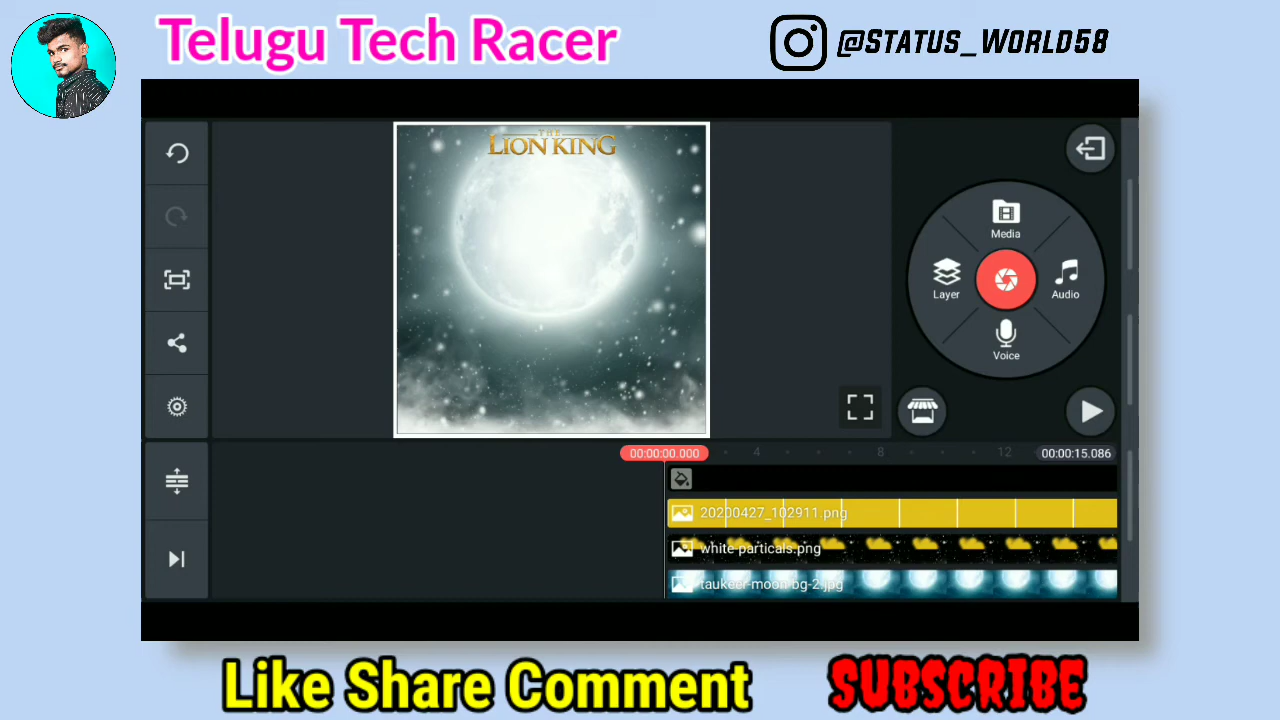 Telugu Tech Racer
@STATUS_WORLD58
THE
LION KING
Media
Layer
Audio
Voice
00:00:00.000
4
8
12
00:00:15.086
20200427_102911.png
white-particals.png
taukeer-moon-bg-2.jpg
Like Share Comment
SUBSCRIBE